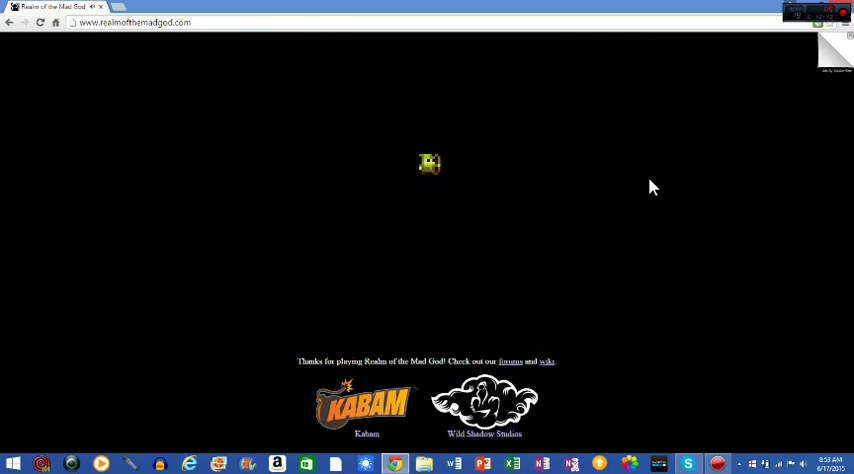 Realm of the Mad God
www.realmofthemadgod.com
Thanks for playing Realm of the Mad God! Check out our forums and wiki.
KABAM
Kabam
Wild Shadow Studios
8:53 AM
6/17/2015